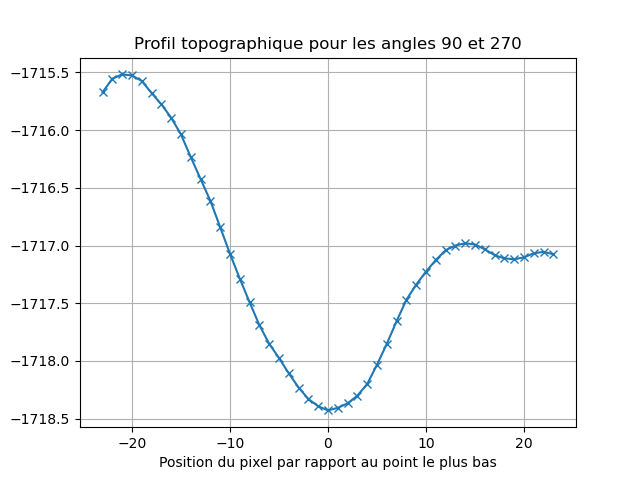 Profil topographique pour les angles 90 et 270
−1715.5
−1716.0
−1716.5
−1717.0
−1717.5
−1718.0
−1718.5
−20 −10 0 10 20
Position du pixel par rapport au point le plus bas